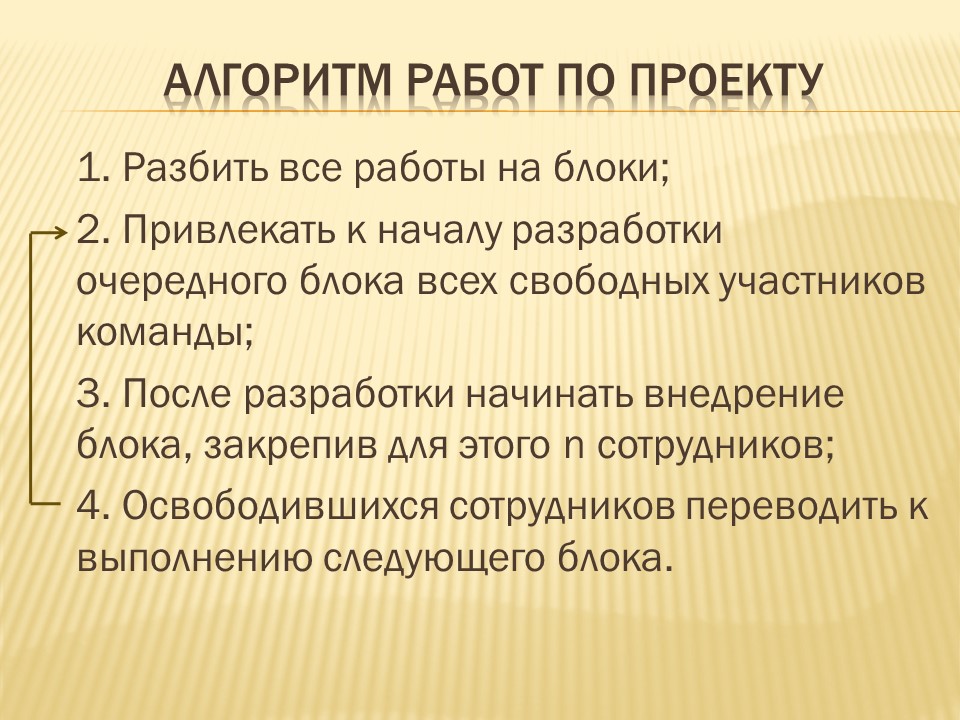 АЛГОРИТМ РАБОТ ПО ПРОЕКТУ
1. Разбить все работы на блоки;
2. Привлекать к началу разработки
очередного блока всех свободных участников
команды;
3. После разработки начинать внедрение
блока, закрепив для этого n сотрудников;
4. Освободившихся сотрудников переводить к
выполнению следующего блока.